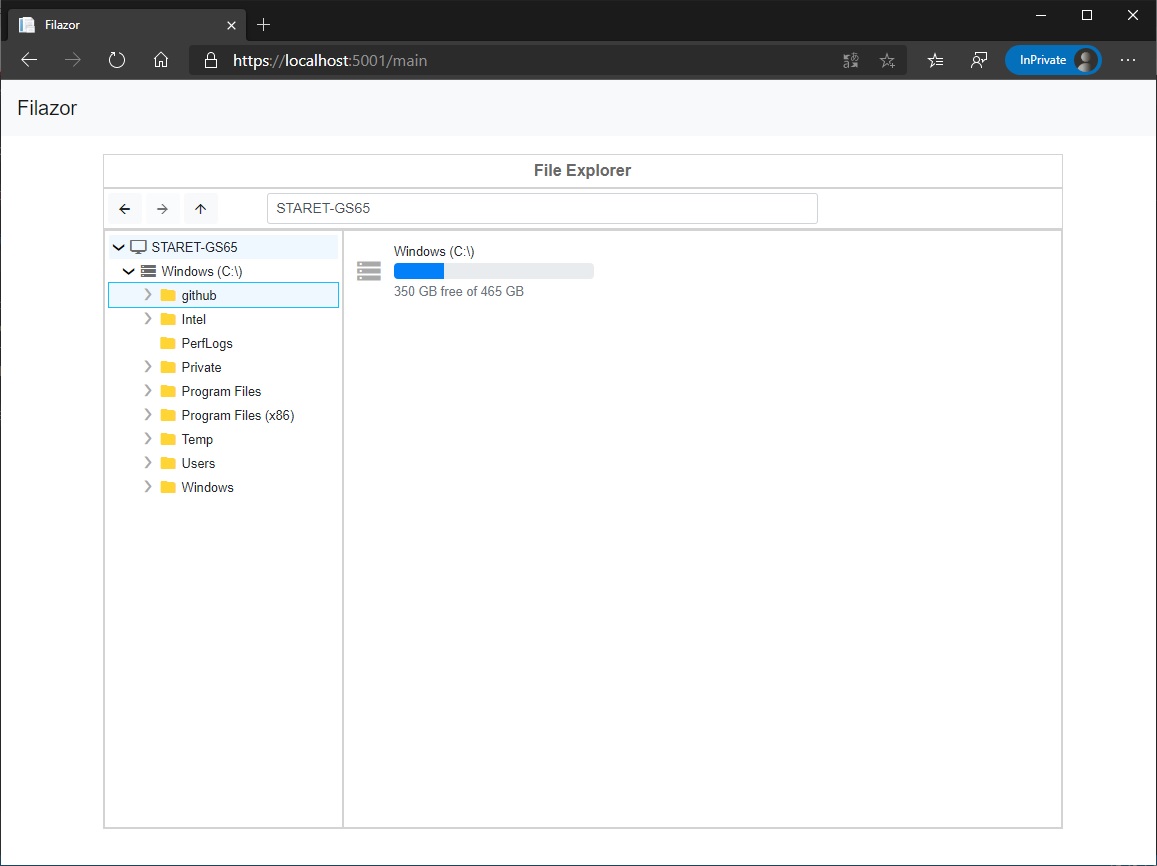 Filazor
https://localhost:5001/main
InPrivate
Filazor
File Explorer
STARET-GS65
STARET-GS65
Windows (C:\)
github
Intel
PerfLogs
Private
Program Files
Program Files (x86)
Temp
Users
Windows
Windows (C:\)
350 GB free of 465 GB